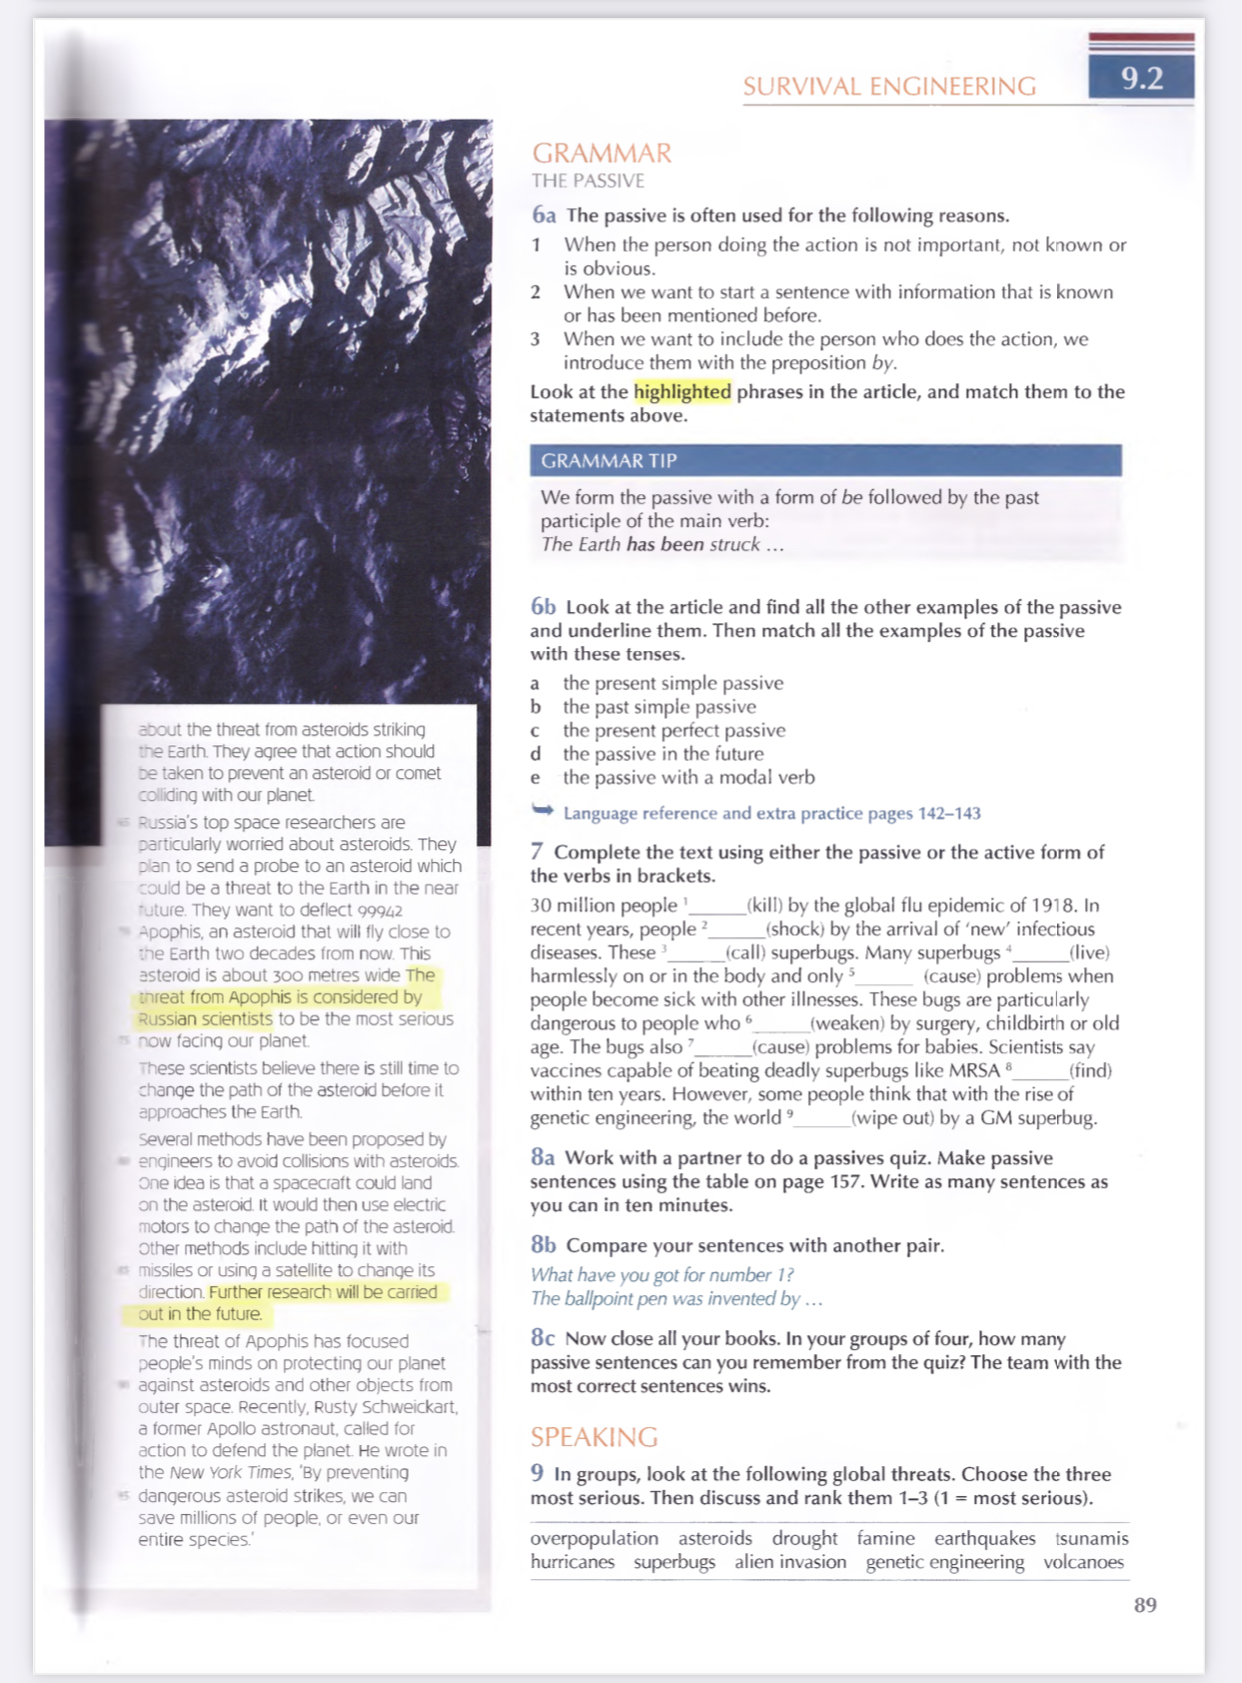 SURVIVAL ENGINEERING
9.2
about the threat from asteroids striking
the Earth. They agree that action should
be taken to prevent an asteroid or comet
colliding with our planet.
65 Russia's top space researchers are
particularly worried about asteroids. They
plan to send a probe to an asteroid which
could be a threat to the Earth in the near
future. They want to deflect 99942
70 Apophis, an asteroid that will fly close to
the Earth two decades from now. This
asteroid is about 300 metres wide The
threat from Apophis is considered by
Russian scientists to be the most serious
75 now facing our planet.
These scientists believe there is still time to
change the path of the asteroid before it
approaches the Earth.
Several methods have been proposed by
80 engineers to avoid collisions with asteroids.
One idea is that a spacecraft could land
on the asteroid. It would then use electric
motors to change the path of the asteroid.
Other methods include hitting it with
85 missiles or using a satellite to change its
direction. Further research will be carried
out in the future.
The threat of Apophis has focused
people's minds on protecting our planet
90 against asteroids and other objects from
outer space. Recently, Rusty Schweickart,
a former Apollo astronaut, called for
action to defend the planet. He wrote in
the New York Times, 'By preventing
95 dangerous asteroid strikes, we can
save millions of people, or even our
entire species.'
GRAMMAR
THE PASSIVE
6a The passive is often used for the following reasons.
1 When the person doing the action is not important, not known or
is obvious.
2 When we want to start a sentence with information that is known
or has been mentioned before.
3 When we want to include the person who does the action, we
introduce them with the preposition by.
Look at the highlighted phrases in the article, and match them to the
statements above.
GRAMMAR TIP
We form the passive with a form of be followed by the past
participle of the main verb:
The Earth has been struck ...
6b Look at the article and find all the other examples of the passive
and underline them. Then match all the examples of the passive
with these tenses.
a the present simple passive
b the past simple passive
c the present perfect passive
d the passive in the future
e the passive with a modal verb
Language reference and extra practice pages 142–143
7 Complete the text using either the passive or the active form of
the verbs in brackets.
30 million people 1______(kill) by the global flu epidemic of 1918. In
recent years, people 2______(shock) by the arrival of 'new' infectious
diseases. These 3______(call) superbugs. Many superbugs 4______(live)
harmlessly on or in the body and only 5______ (cause) problems when
people become sick with other illnesses. These bugs are particularly
dangerous to people who 6______(weaken) by surgery, childbirth or old
age. The bugs also 7______(cause) problems for babies. Scientists say
vaccines capable of beating deadly superbugs like MRSA 8______(find)
within ten years. However, some people think that with the rise of
genetic engineering, the world 9______(wipe out) by a GM superbug.
8a Work with a partner to do a passives quiz. Make passive
sentences using the table on page 157. Write as many sentences as
you can in ten minutes.
8b Compare your sentences with another pair.
What have you got for number 1?
The ballpoint pen was invented by ...
8c Now close all your books. In your groups of four, how many
passive sentences can you remember from the quiz? The team with the
most correct sentences wins.
SPEAKING
9 In groups, look at the following global threats. Choose the three
most serious. Then discuss and rank them 1–3 (1 = most serious).
overpopulation asteroids drought famine earthquakes tsunamis
hurricanes superbugs alien invasion genetic engineering volcanoes
89